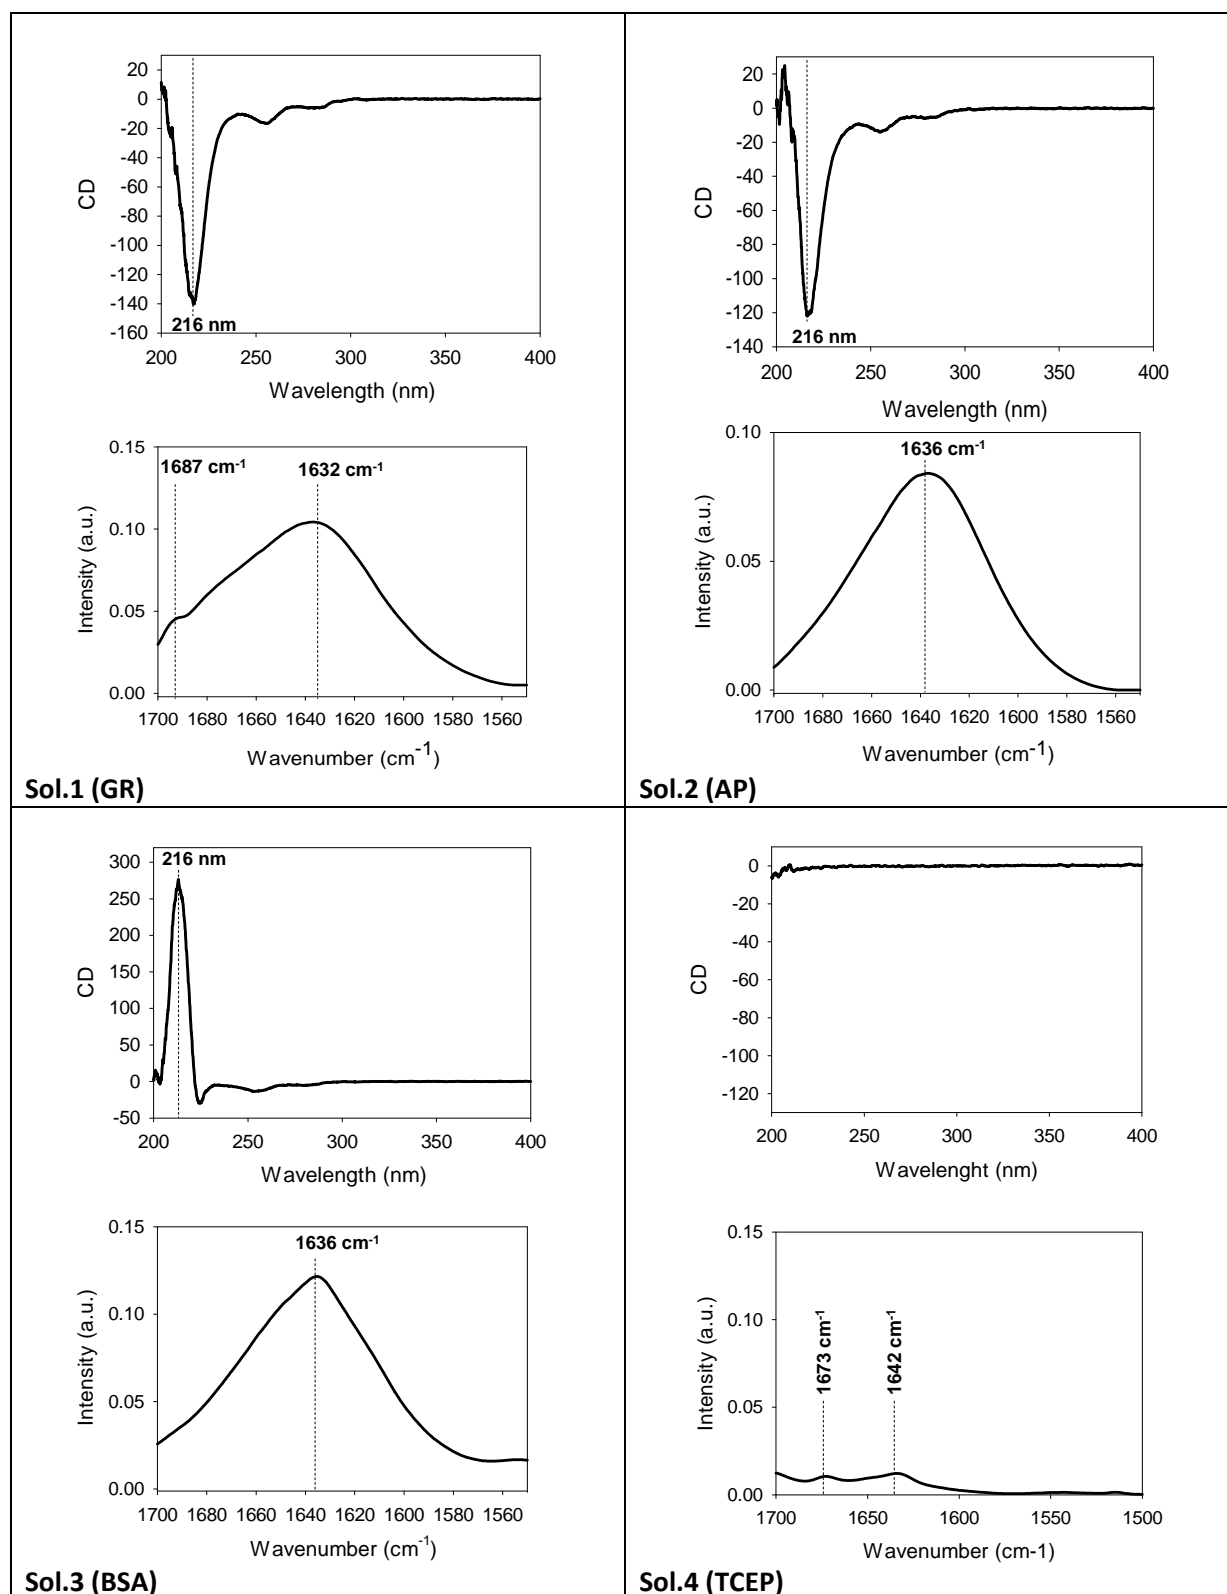 20
0
-20
-40
-60
-80
-100
-120
-140
-160
CD
216 nm
200 250 300 350 400
Wavelength (nm)
0.15
0.10
0.05
0.00
Intensity (a.u.)
1687 cm-1 1632 cm-1
1700 1680 1660 1640 1620 1600 1580 1560
Wavenumber (cm-1)
Sol.1 (GR)
20
0
-20
-40
-60
-80
-100
-120
-140
CD
216 nm
200 250 300 350 400
Wavelength (nm)
0.10
0.05
0.00
Intensity (a.u.)
1636 cm-1
1700 1680 1660 1640 1620 1600 1580 1560
Wavenumber (cm-1)
Sol.2 (AP)
300
250
200
150
100
50
0
-50
CD
216 nm
200 250 300 350 400
Wavelength (nm)
0.15
0.10
0.05
0.00
Intensity (a.u.)
1636 cm-1
1700 1680 1660 1640 1620 1600 1580 1560
Wavenumber (cm-1)
Sol.3 (BSA)
0
-20
-40
-60
-80
-100
-120
CD
200 250 300 350 400
Wavelenght (nm)
0.15
0.10
0.05
0.00
Intensity (a.u.)
1673 cm-1
1642 cm-1
1700 1650 1600 1550 1500
Wavenumber (cm-1)
Sol.4 (TCEP)